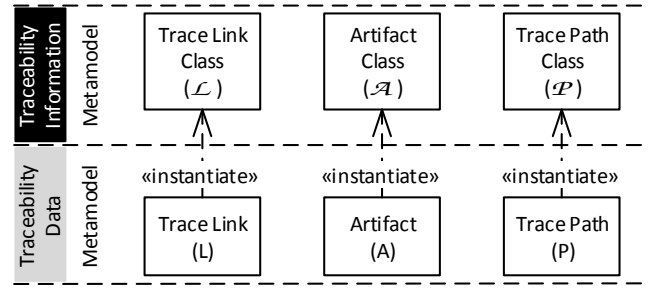 Traceability
Information
Metamodel
Trace Link
Class
(ℒ)
Artifact
Class
(𝒜)
Trace Path
Class
(𝒫)
«instantiate»
«instantiate»
«instantiate»
Traceability
Data
Metamodel
Trace Link
(L)
Artifact
(A)
Trace Path
(P)